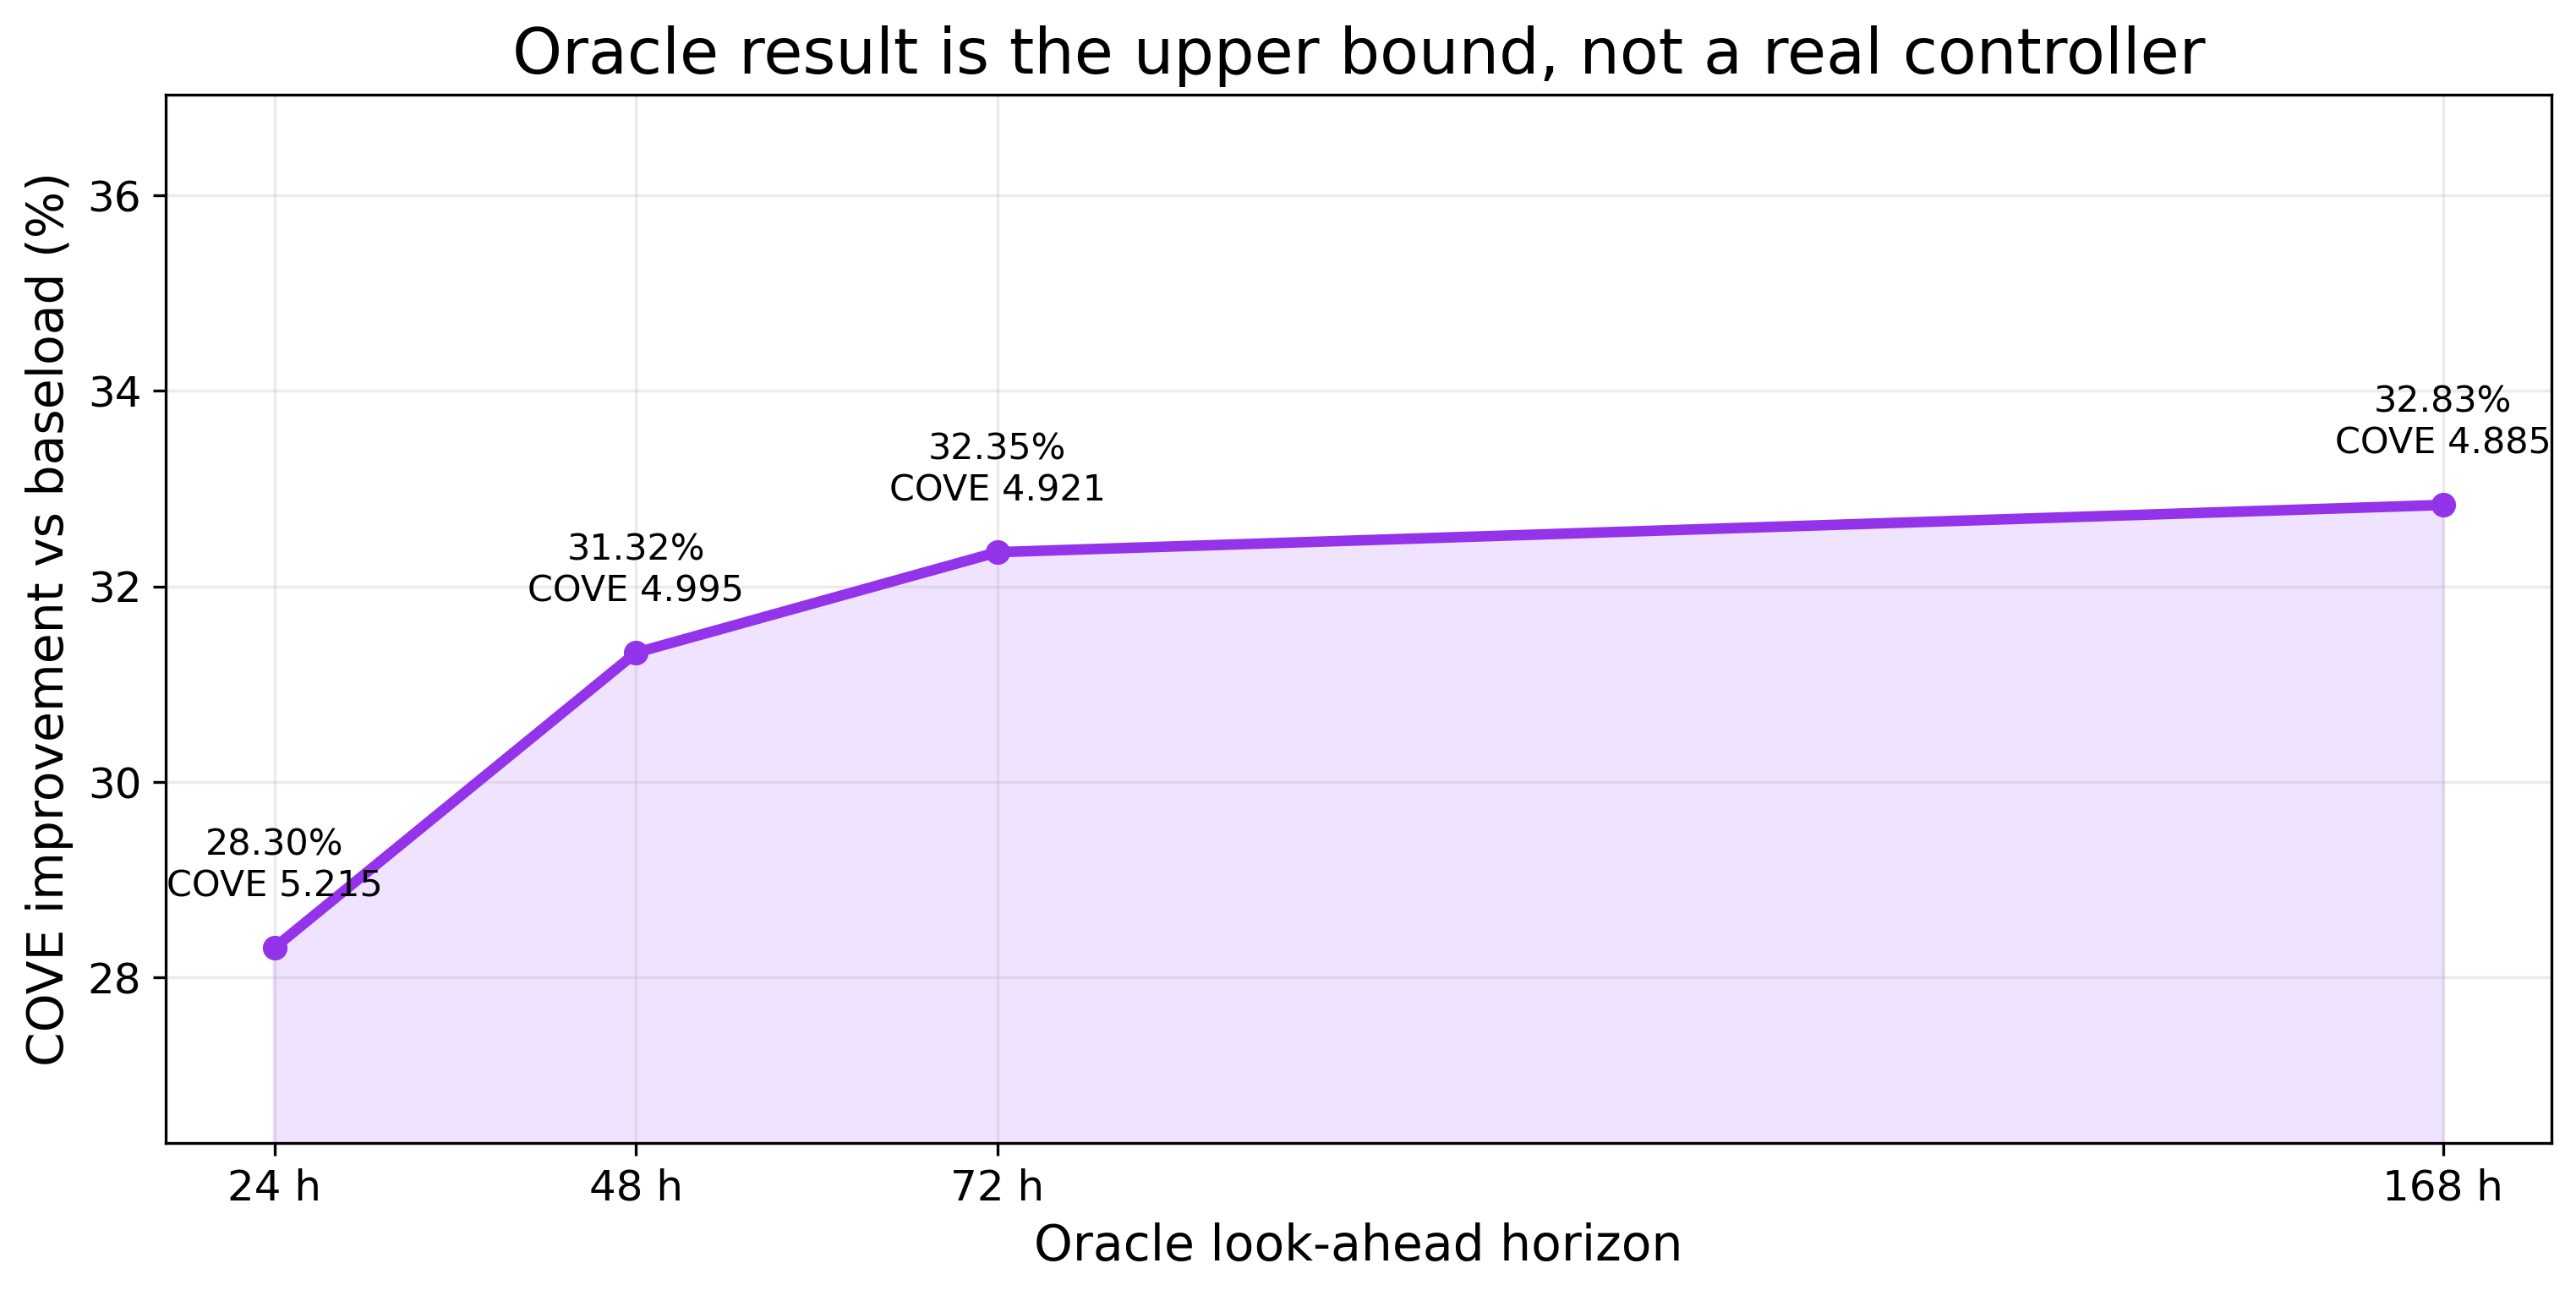 Oracle result is the upper bound, not a real controller
COVE improvement vs baseload (%)
36
34
32
30
28
28.30%
COVE 5.215
31.32%
COVE 4.995
32.35%
COVE 4.921
32.83%
COVE 4.885
24 h
48 h
72 h
168 h
Oracle look-ahead horizon